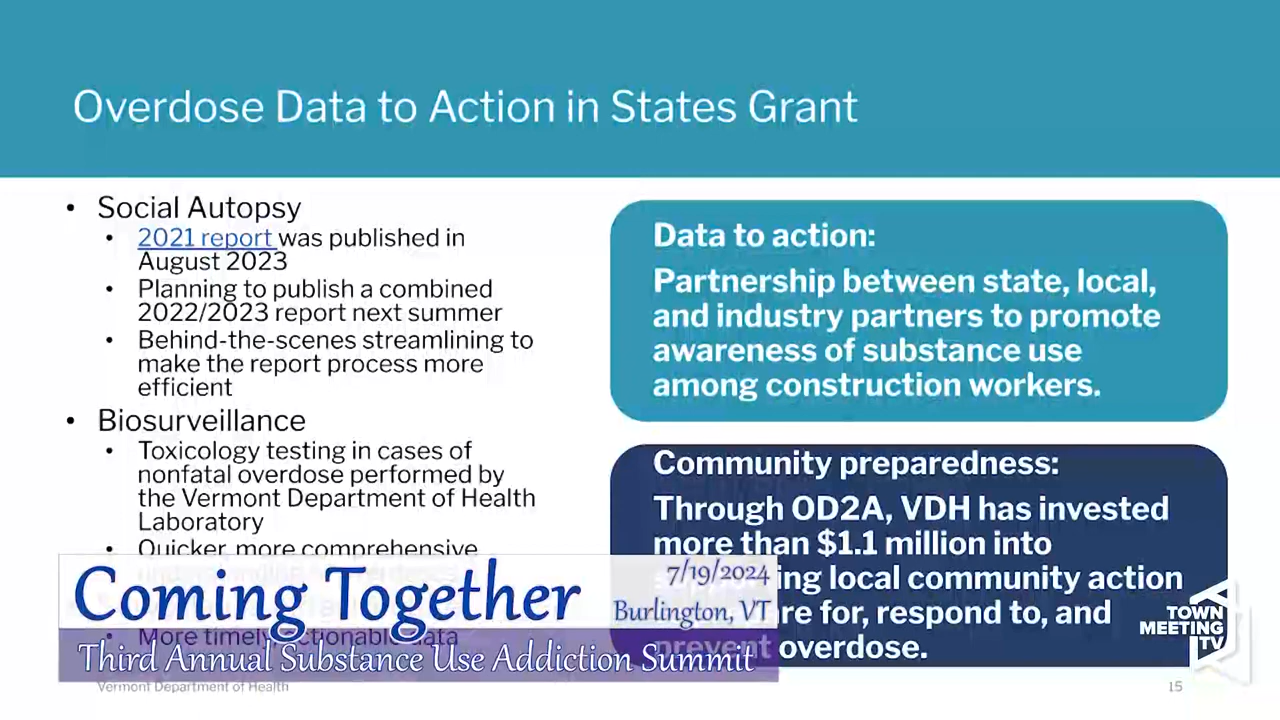 Overdose Data to Action in States Grant
• Social Autopsy
• 2021 report was published in
August 2023
• Planning to publish a combined
2022/2023 report next summer
• Behind-the-scenes streamlining to
make the report process more
efficient
• Biosurveillance
• Toxicology testing in cases of
nonfatal overdose performed by
the Vermont Department of Health
Laboratory
• Quicker, more comprehensive
• More timely, actionable data
Data to action:
Partnership between state, local,
and industry partners to promote
awareness of substance use
among construction workers.
Community preparedness:
Through OD2A, VDH has invested
more than $1.1 million into
local community action
for, respond to, and
prevent overdose.
Coming Together
7/19/2024
Burlington, VT
Third Annual Substance Use Addiction Summit
TOWN
MEETING
TV
Vermont Department of Health
15